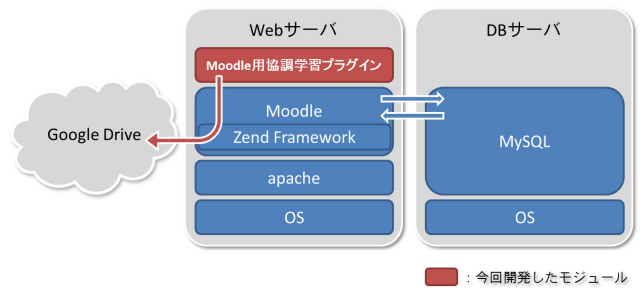 Webサーバ
DBサーバ
Moodle用協調学習プラグイン
Moodle
Zend Framework
Google Drive
MySQL
apache
OS
OS
：今回開発したモジュール